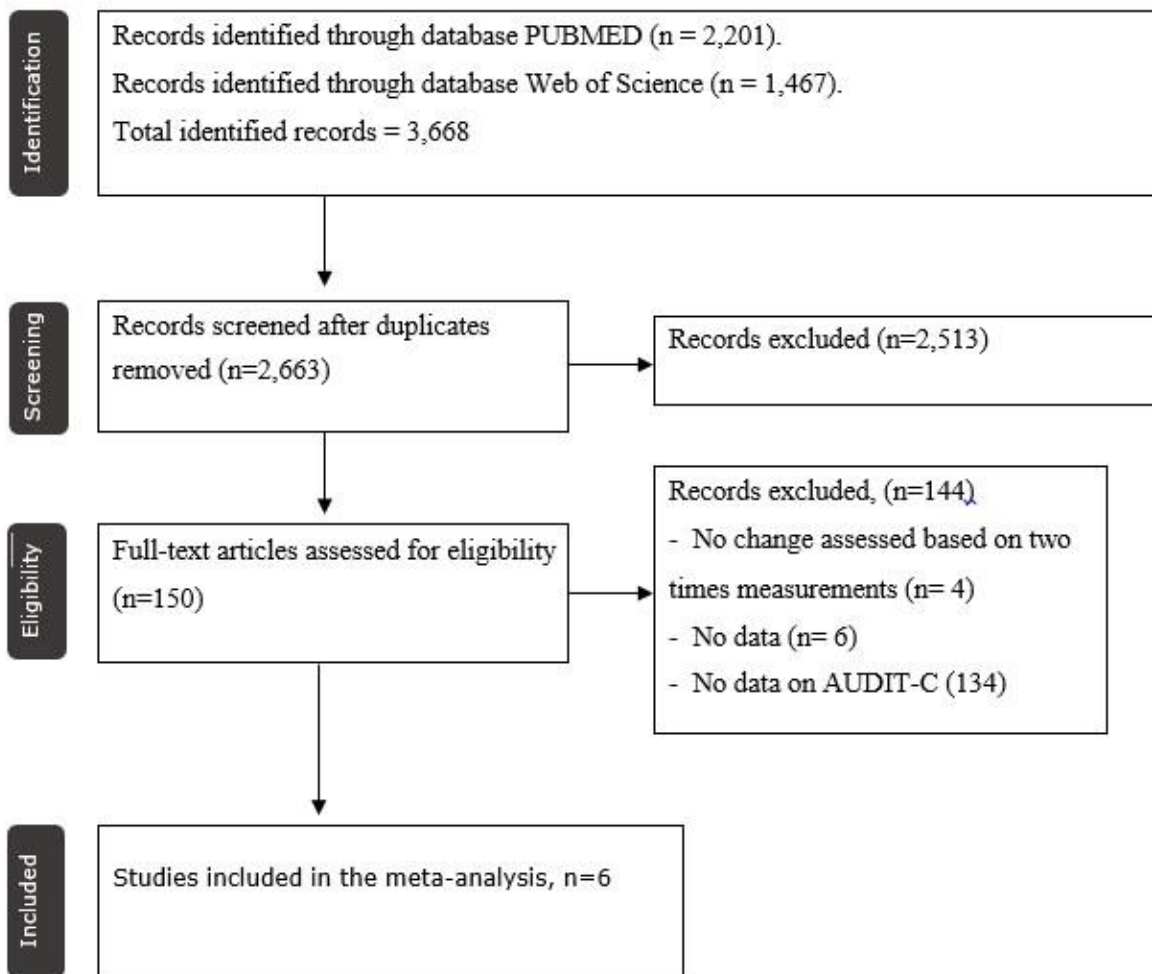 Identification
Records identified through database PUBMED (n = 2,201).
Records identified through database Web of Science (n = 1,467).
Total identified records = 3,668
Screening
Records screened after duplicates
removed (n=2,663)
Records excluded (n=2,513)
Eligibility
Full-text articles assessed for eligibility
(n=150)
Records excluded, (n=144)
- No change assessed based on two
times measurements (n= 4)
- No data (n= 6)
- No data on AUDIT-C (134)
Included
Studies included in the meta-analysis, n=6